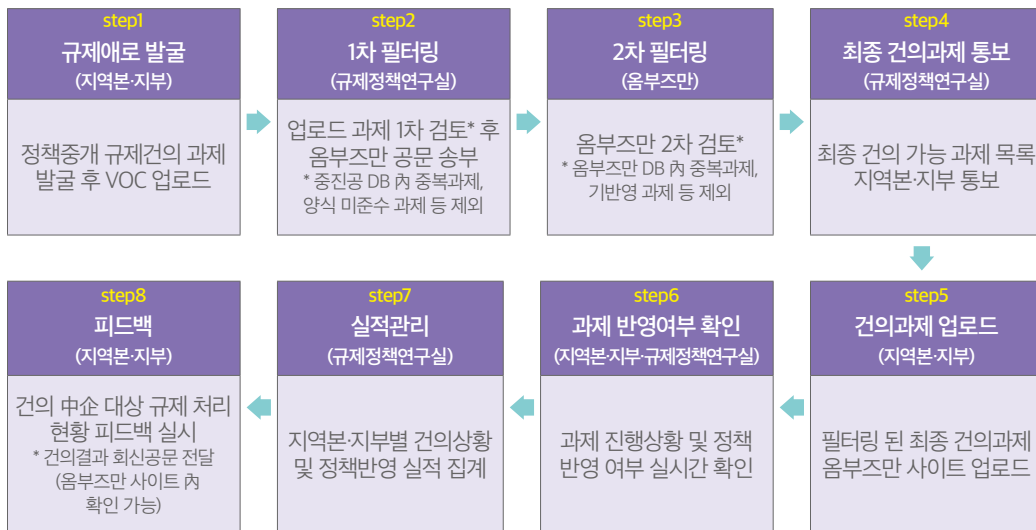 step1
규제애로 발굴
(지역본·지부)
정책중개 규제건의 과제
발굴 후 VOC 업로드
step2
1차 필터링
(규제정책연구실)
업로드 과제 1차 검토* 후
옴부즈만 공문 송부
* 중진공 DB 內 중복과제,
양식 미준수 과제 등 제외
step3
2차 필터링
(옴부즈만)
옴부즈만 2차 검토*
* 옴부즈만 DB 內 중복과제,
기반영 과제 등 제외
step4
최종 건의과제 통보
(규제정책연구실)
최종 건의 가능 과제 목록
지역본·지부 통보
step5
건의과제 업로드
(지역본·지부)
필터링 된 최종 건의과제
옴부즈만 사이트 업로드
step6
과제 반영여부 확인
(지역본·지부·규제정책연구실)
과제 진행상황 및 정책
반영 여부 실시간 확인
step7
실적관리
(규제정책연구실)
지역본·지부별 건의상황
및 정책반영 실적 집계
step8
피드백
(지역본·지부)
건의 中企 대상 규제 처리
현황 피드백 실시
* 건의결과 회신공문 전달
(옴부즈만 사이트 內
확인 가능)